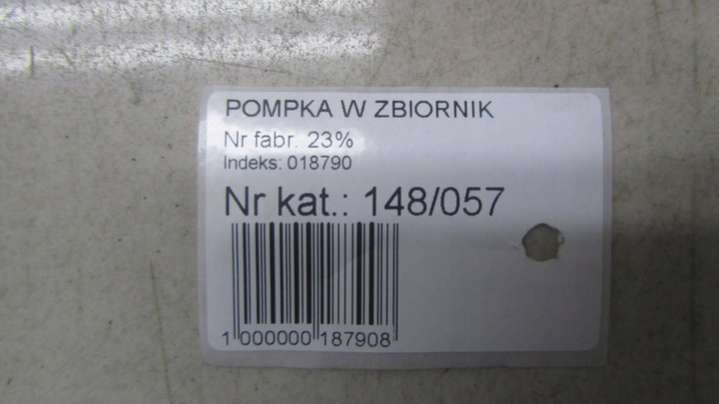 POMPKA W ZBIORNIK
Nr fabr. 23%
Indeks: 018790
Nr kat.: 148/057
1 000000 187908